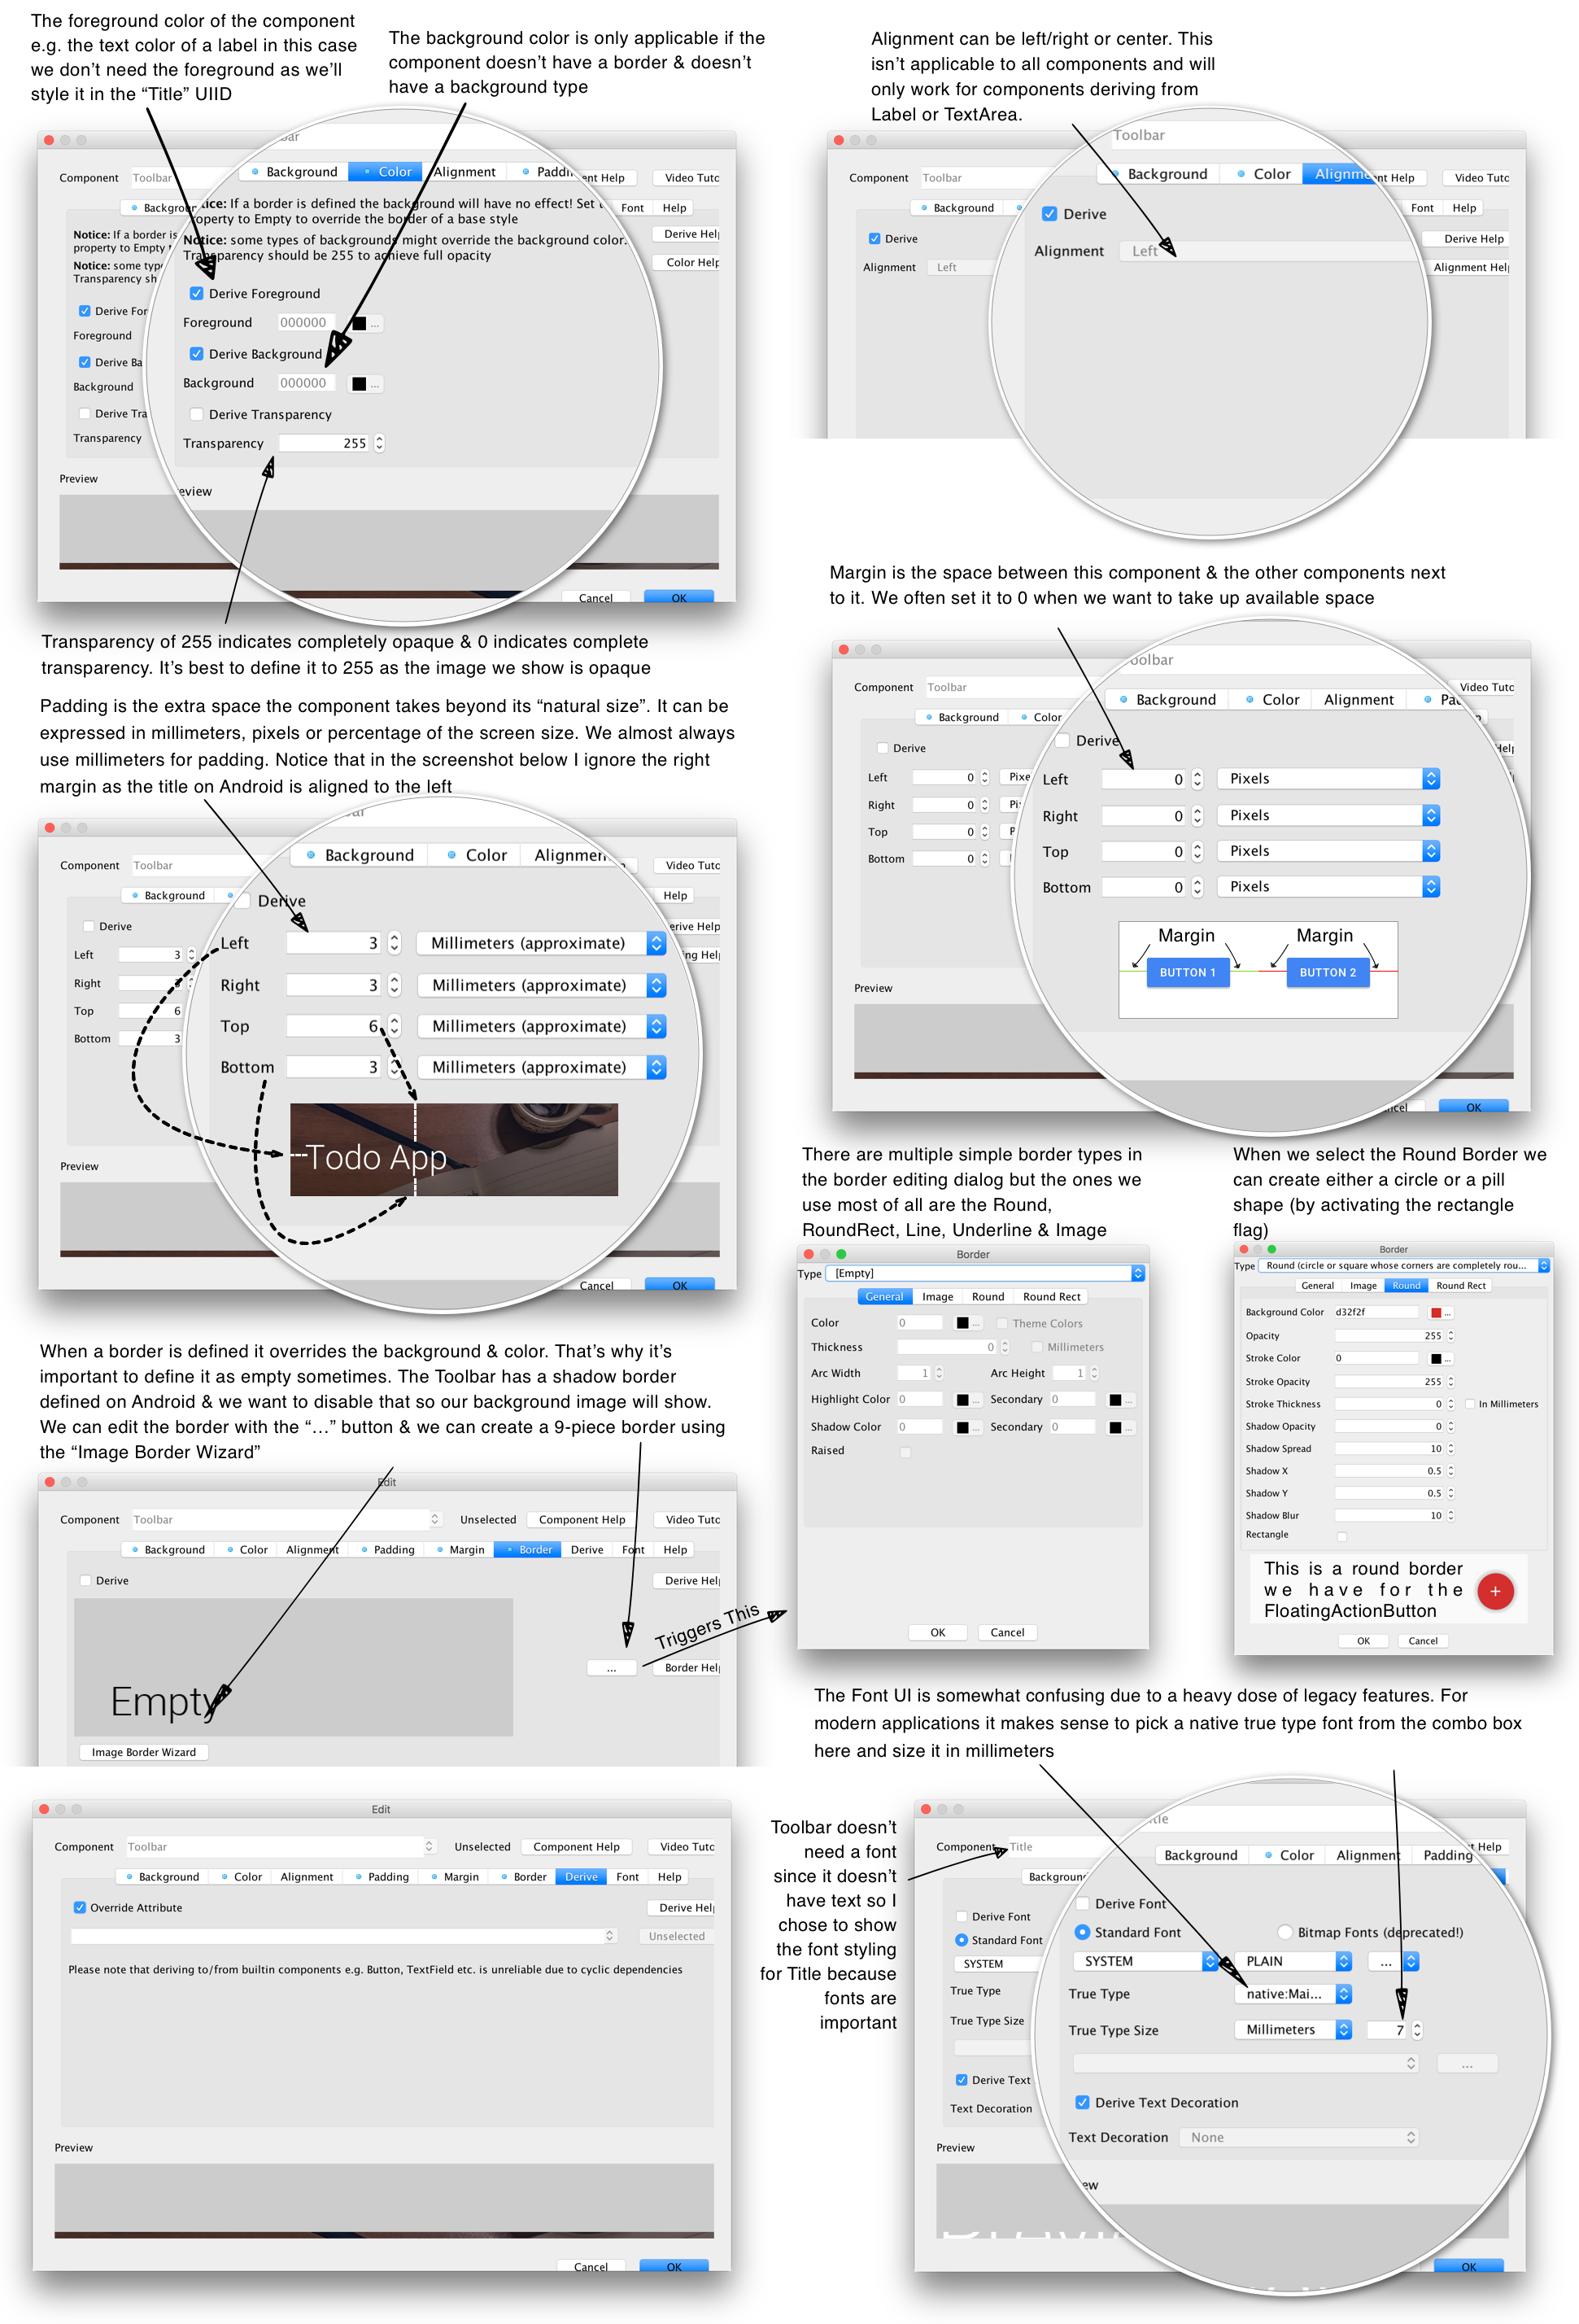 The foreground color of the component
e.g. the text color of a label in this case
we don't need the foreground as we'll
style it in the “Title” UIID
The background color is only applicable if the
component doesn't have a border & doesn't
have a background type
Component Toolbar
Background Color Alignment
Video Tuto
Font Help
Notice: If a border is defined the background will have no effect! Set
property to Empty to override the border of a base style
Notice: some types of backgrounds might override the background color.
Transparency should be 255 to achieve full opacity
Derive Help
Color Help
Derive Foreground
Foreground 000000 ...
Derive Background
Background 000000 ...
Derive Transparency
Transparency 255
Preview
Cancel OK
Transparency of 255 indicates completely opaque & 0 indicates complete
transparency. It's best to define it to 255 as the image we show is opaque
Alignment can be left/right or center. This
isn't applicable to all components and will
only work for components deriving from
Label or TextArea.
Toolbar
Component Toolbar
Background Color Alignment
Video Tuto
Font Help
Derive
Alignment Left
Derive Help
Alignment Help
Margin is the space between this component & the other components next
to it. We often set it to 0 when we want to take up available space
Component Toolbar
Video Tuto
Background Color Alignment
Derive
Left 0 Pixels
Right 0 Pixels
Top 0 Pixels
Bottom 0 Pixels
Margin Margin
BUTTON 1 BUTTON 2
Preview
OK
Padding is the extra space the component takes beyond its “natural size”. It can be
expressed in millimeters, pixels or percentage of the screen size. We almost always
use millimeters for padding. Notice that in the screenshot below I ignore the right
margin as the title on Android is aligned to the left
Component Toolbar
Video Tuto
Background Color Alignment
Help
Derive
Left 3 Millimeters (approximate)
Right 3 Millimeters (approximate)
Top 6 Millimeters (approximate)
Bottom 3 Millimeters (approximate)
Todo App
Preview
Cancel OK
When a border is defined it overrides the background & color. That's why it's
important to define it as empty sometimes. The Toolbar has a shadow border
defined on Android & we want to disable that so our background image will show.
We can edit the border with the “...” button & we can create a 9-piece border using
the “Image Border Wizard”
Edit
Component Toolbar Unselected Component Help Video Tuto
Background Color Alignment Padding Margin Border Derive Font Help
Derive
Derive Help
Empty
...
Border Help
Triggers This
Image Border Wizard
There are multiple simple border types in
the border editing dialog but the ones we
use most of all are the Round,
RoundRect, Line, Underline & Image
Border
Type [Empty]
General Image Round Round Rect
Color 0 ... Theme Colors
Thickness 0 Millimeters
Arc Width 1 Arc Height 1
Highlight Color 0 ... Secondary 0 ...
Shadow Color 0 ... Secondary 0 ...
Raised
OK Cancel
When we select the Round Border we
can create either a circle or a pill
shape (by activating the rectangle
flag)
Border
Type Round (circle or square whose corners are completely rou...
General Image Round Round Rect
Background Color d32f2f ...
Opacity 255
Stroke Color 0 ...
Stroke Opacity 255
Stroke Thickness 0 In Millimeters
Shadow Opacity 0
Shadow Spread 10
Shadow X 0.5
Shadow Y 0.5
Shadow Blur 10
Rectangle
This is a round border
we have for the
FloatingActionButton
+
OK Cancel
The Font UI is somewhat confusing due to a heavy dose of legacy features. For
modern applications it makes sense to pick a native true type font from the combo box
here and size it in millimeters
Edit
Component Toolbar Unselected Component Help Video Tuto
Background Color Alignment Padding Margin Border Derive Font Help
Override Attribute
Derive Help
Unselected
Please note that deriving to/from builtin components e.g. Button, TextField etc. is unreliable due to cyclic dependencies
Preview
Cancel OK
Toolbar doesn't
need a font
since it doesn't
have text so I
chose to show
the font styling
for Title because
fonts are
important
Component Title
Background Color Alignment Padding
Derive Font
Standard Font Bitmap Fonts (deprecated!)
SYSTEM PLAIN ...
True Type native:Mai...
True Type Size Millimeters 7
...
Derive Text Decoration
Text Decoration None
Preview
OK